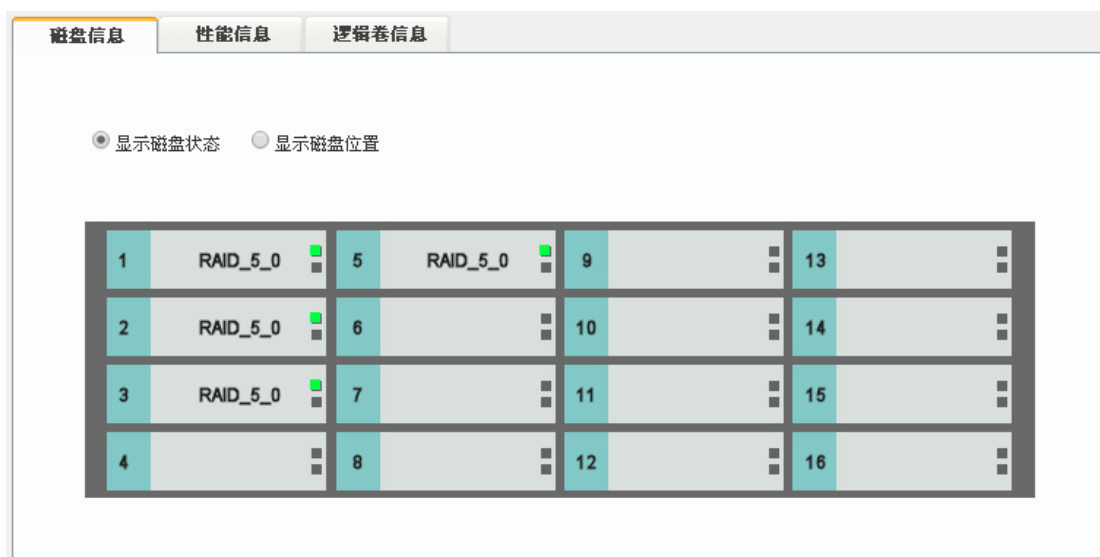 磁盘信息 性能信息 逻辑卷信息
显示磁盘状态 显示磁盘位置
1 RAID_5_0 5 RAID_5_0 9 13
2 RAID_5_0 6 10 14
3 RAID_5_0 7 11 15
4 8 12 16